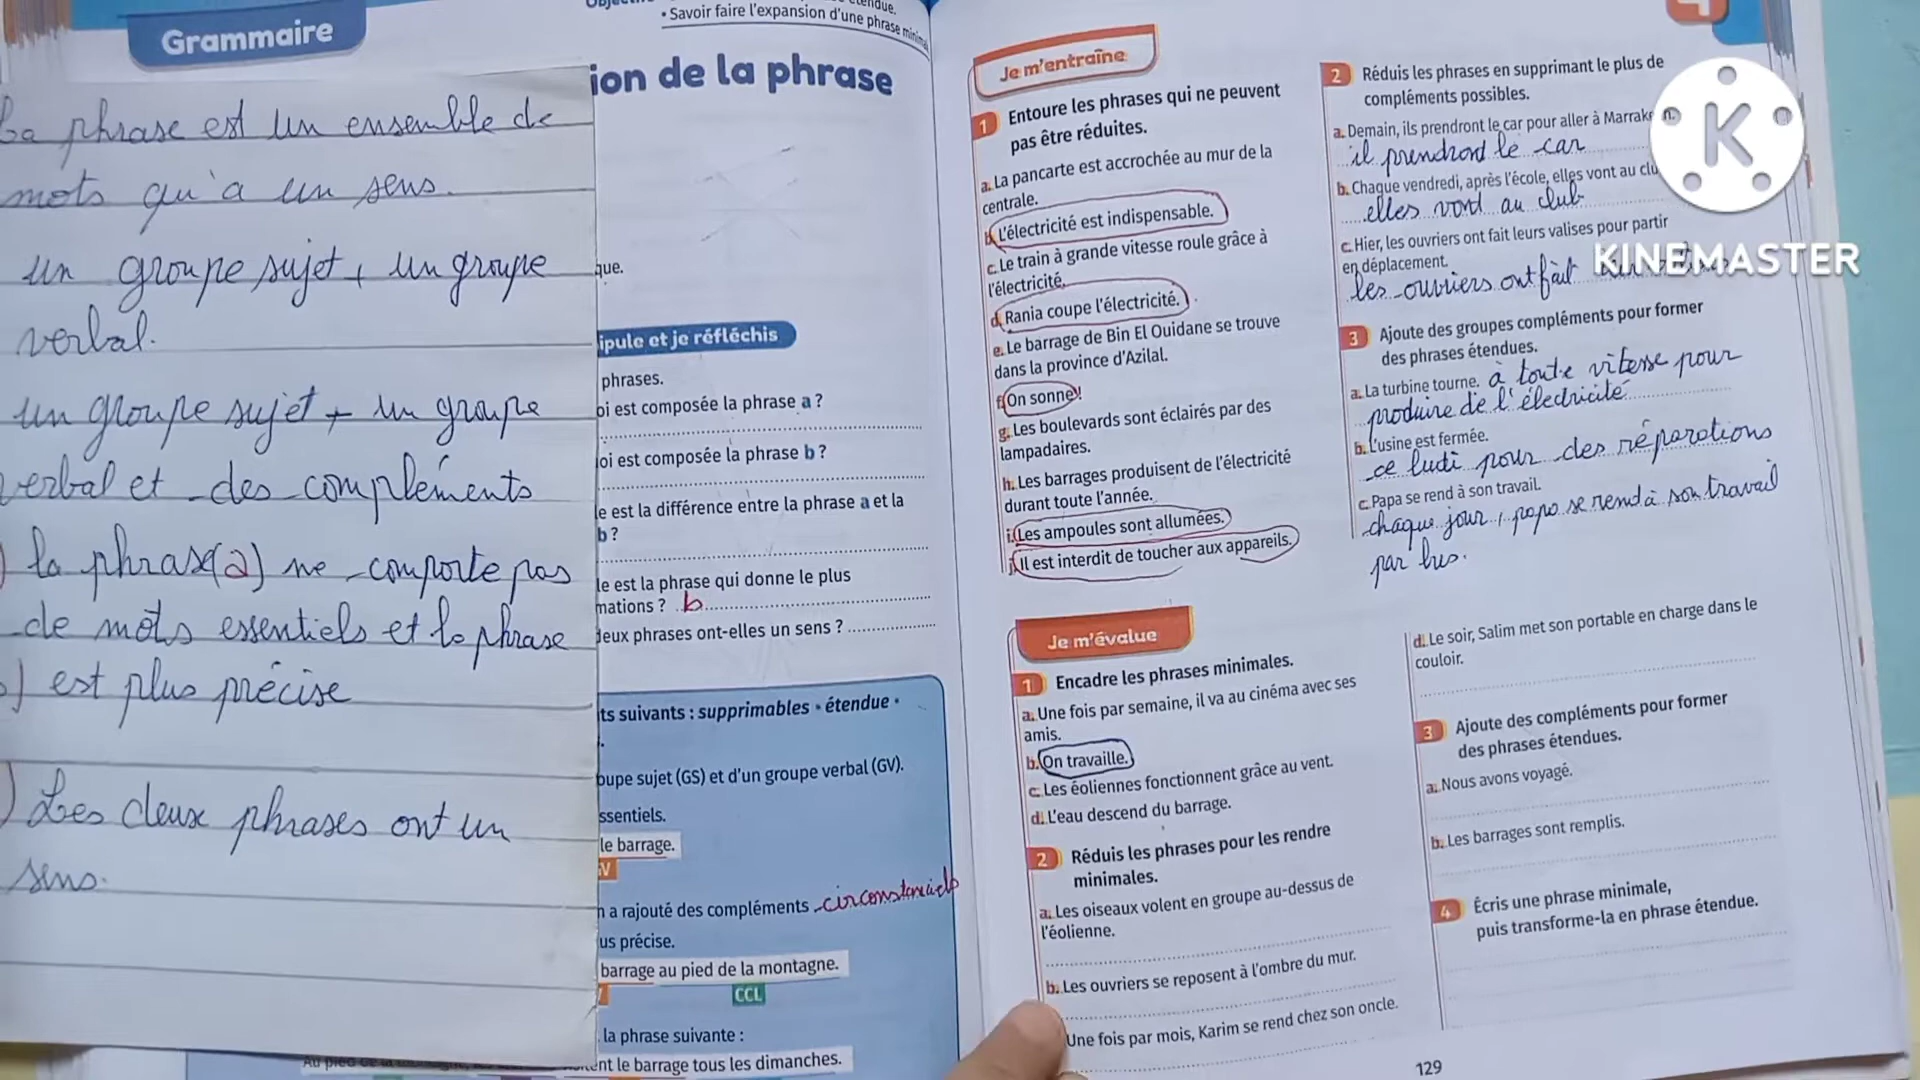 Grammaire
• Savoir faire l'expansion d'une phrase
ion de la phrase
La phrase est un ensemble de
mots qu'a un sens.
un groupe sujet + un groupe
verbal.
un groupe sujet + un groupe
verbal et des compléments
la phrase(a) ne comporte pas
de mots essentiels et la phrase
est plus précise
Les deux phrases ont un
sens.
que.
ipule et je réfléchis
phrases.
oi est composée la phrase a ?
oi est composée la phrase b ?
le est la différence entre la phrase a et la
b ?
le est la phrase qui donne le plus
mations ? b
deux phrases ont-elles un sens ?
ts suivants : supprimables • étendue •
oupe sujet (GS) et d'un groupe verbal (GV).
ssentiels.
le barrage.
V
a rajouté des compléments circonstanciels
us précise.
barrage au pied de la montagne.
CCL
la phrase suivante :
ent le barrage tous les dimanches.
Je m'entraîne
1 Entoure les phrases qui ne peuvent
pas être réduites.
a. La pancarte est accrochée au mur de la
centrale.
b. L'électricité est indispensable.
c. Le train à grande vitesse roule grâce à
l'électricité.
d. Rania coupe l'électricité.
e. Le barrage de Bin El Ouidane se trouve
dans la province d'Azilal.
f. On sonne!
g. Les boulevards sont éclairés par des
lampadaires.
h. Les barrages produisent de l'électricité
durant toute l'année.
i. Les ampoules sont allumées.
j. Il est interdit de toucher aux appareils.
2 Réduis les phrases en supprimant le plus de
compléments possibles.
a. Demain, ils prendront le car pour aller à
il prendront le car
b. Chaque vendredi, après l'école, elles vont au
elles vont au club
c. Hier, les ouvriers ont fait leurs valises pour partir
en déplacement.
les ouvriers ont fait
3 Ajoute des groupes compléments pour former
des phrases étendues.
a. La turbine tourne. à toute vitesse pour
produire de l'électricité
b. L'usine est fermée.
ce pour des réparations
c. Papa se rend à son travail.
chaque jour, papa se rend à son travail
par bus.
K
KINEMASTER
Je m'évalue
1 Encadre les phrases minimales.
a. Une fois par semaine, il va au cinéma avec ses
amis.
b. On travaille.
c. Les éoliennes fonctionnent grâce au vent.
d. L'eau descend du barrage.
2 Réduis les phrases pour les rendre
minimales.
a. Les oiseaux volent en groupe au-dessus de
l'éolienne.
b. Les ouvriers se reposent à l'ombre du mur.
Une fois par mois, Karim se rend chez son oncle.
d. Le soir, Salim met son portable en charge dans le
couloir.
3 Ajoute des compléments pour former
des phrases étendues.
a. Nous avons voyagé.
b. Les barrages sont remplis.
4 Écris une phrase minimale,
puis transforme-la en phrase étendue.
129